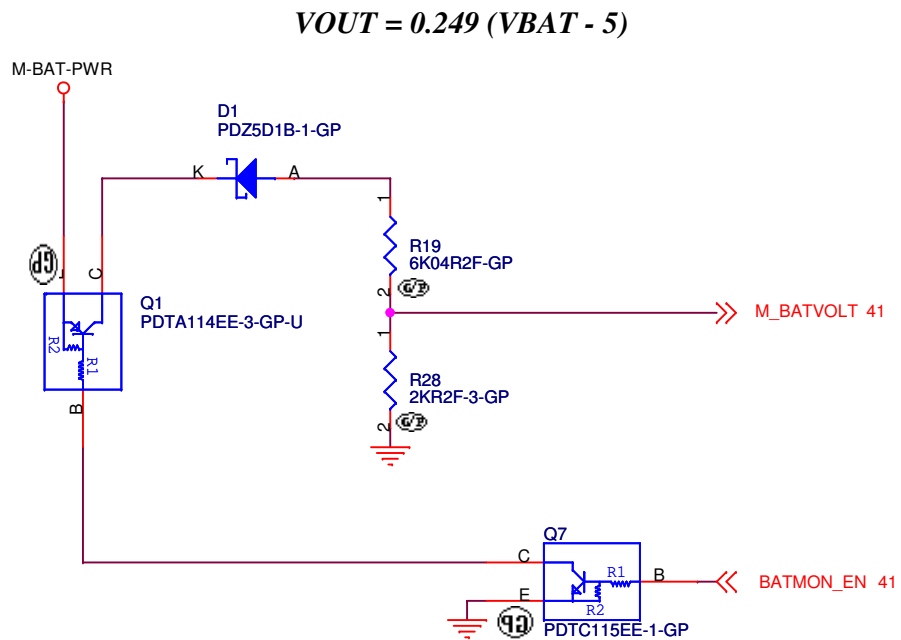 VOUT = 0.249 (VBAT - 5)
M-BAT-PWR
D1
PDZ5D1B-1-GP
K
A
1
R19
6K04R2F-GP
2
G/P
GP
C
Q1
PDTA114EE-3-GP-U
R2
R1
B
M_BATVOLT 41
1
R28
2KR2F-3-GP
2
G/P
Q7
C
R1
B
BATMON_EN 41
E
R2
GP
PDTC115EE-1-GP